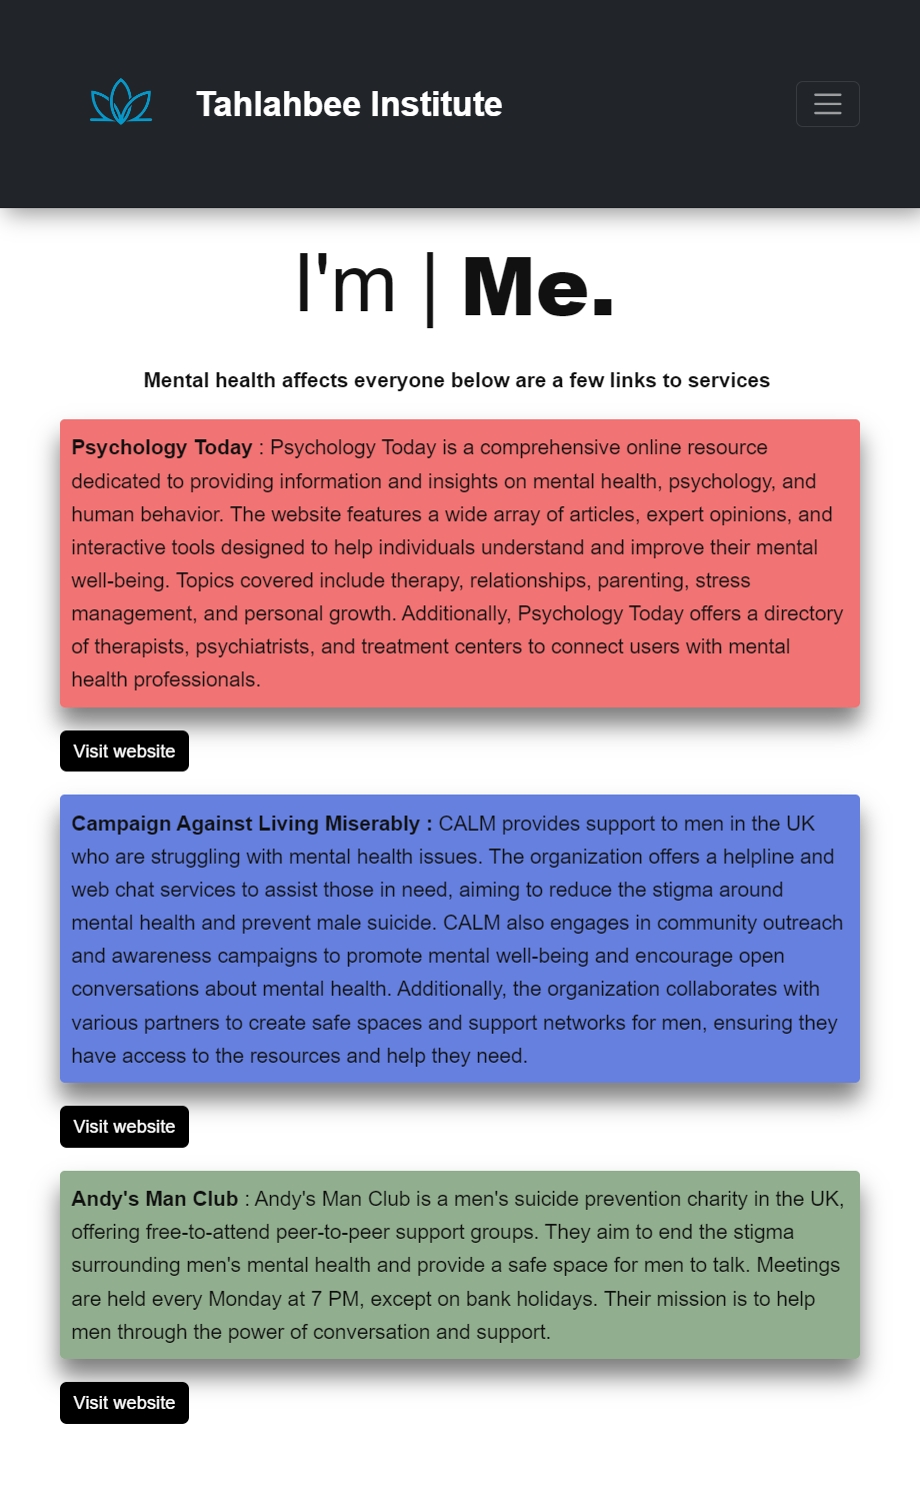 Tahlahbee Institute
I'm | Me.
Mental health affects everyone below are a few links to services
Psychology Today : Psychology Today is a comprehensive online resource
dedicated to providing information and insights on mental health, psychology, and
human behavior. The website features a wide array of articles, expert opinions, and
interactive tools designed to help individuals understand and improve their mental
well-being. Topics covered include therapy, relationships, parenting, stress
management, and personal growth. Additionally, Psychology Today offers a directory
of therapists, psychiatrists, and treatment centers to connect users with mental
health professionals.
Visit website
Campaign Against Living Miserably : CALM provides support to men in the UK
who are struggling with mental health issues. The organization offers a helpline and
web chat services to assist those in need, aiming to reduce the stigma around
mental health and prevent male suicide. CALM also engages in community outreach
and awareness campaigns to promote mental well-being and encourage open
conversations about mental health. Additionally, the organization collaborates with
various partners to create safe spaces and support networks for men, ensuring they
have access to the resources and help they need.
Visit website
Andy's Man Club : Andy's Man Club is a men's suicide prevention charity in the UK,
offering free-to-attend peer-to-peer support groups. They aim to end the stigma
surrounding men's mental health and provide a safe space for men to talk. Meetings
are held every Monday at 7 PM, except on bank holidays. Their mission is to help
men through the power of conversation and support.
Visit website